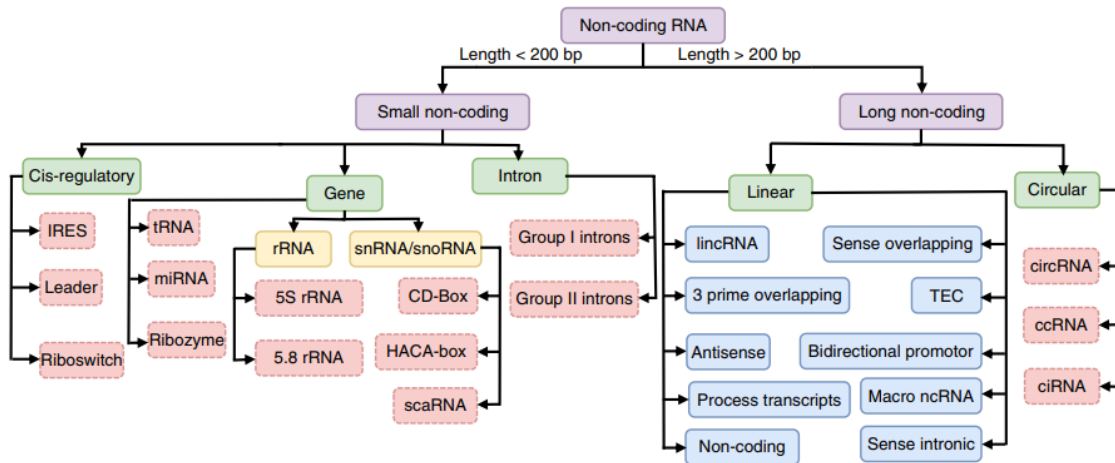 Non-coding RNA
Length < 200 bp
Length > 200 bp
Small non-coding
Long non-coding
Cis-regulatory
Gene
Intron
Linear
Circular
IRES
Leader
Riboswitch
tRNA
miRNA
Ribozyme
rRNA
snRNA/snoRNA
5S rRNA
5.8 rRNA
CD-Box
HACA-box
scaRNA
Group I introns
Group II introns
lincRNA
3 prime overlapping
Antisense
Process transcripts
Non-coding
Sense overlapping
TEC
Bidirectional promotor
Macro ncRNA
Sense intronic
circRNA
ccRNA
ciRNA